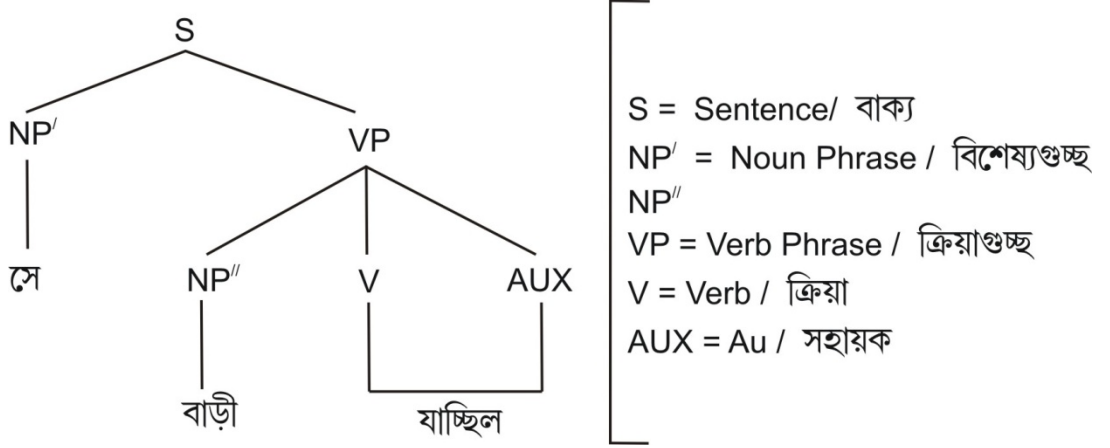 S
NP/ VP
সে NP// V AUX
বাড়ী যাচ্ছিল
S = Sentence/ বাক্য
NP/ = Noun Phrase / বিশেষ্যগুচ্ছ
NP//
VP = Verb Phrase / ক্রিয়াগুচ্ছ
V = Verb / ক্রিয়া
AUX = Au / সহায়ক